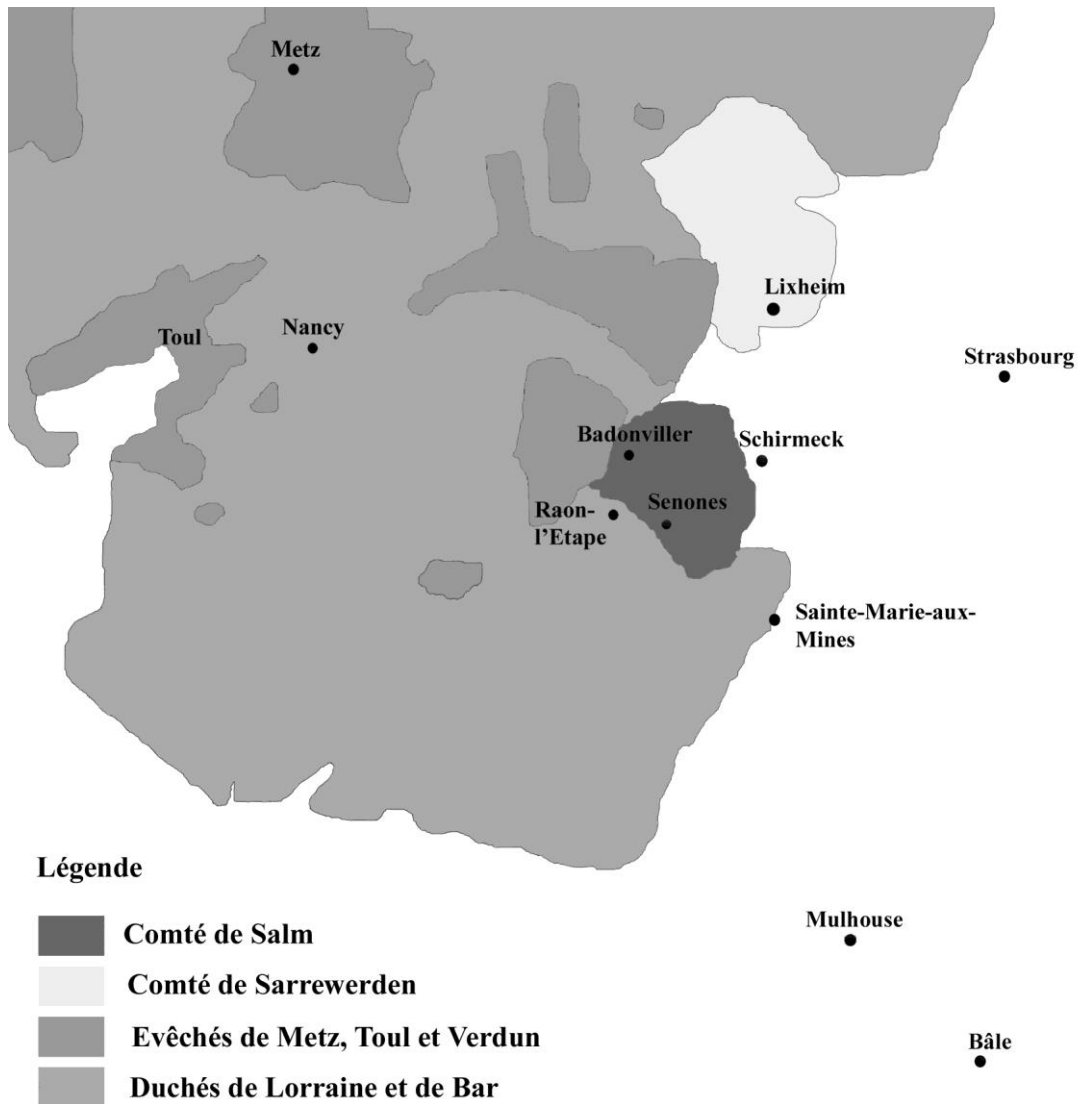 Metz
Lixheim
Toul
Nancy
Strasbourg
Badonviller
Schirmeck
Raon-
l'Etape
Senones
Sainte-Marie-aux-
Mines
Légende
Mulhouse
Comté de Salm
Comté de Sarrewerden
Evêchés de Metz, Toul et Verdun
Bâle
Duchés de Lorraine et de Bar